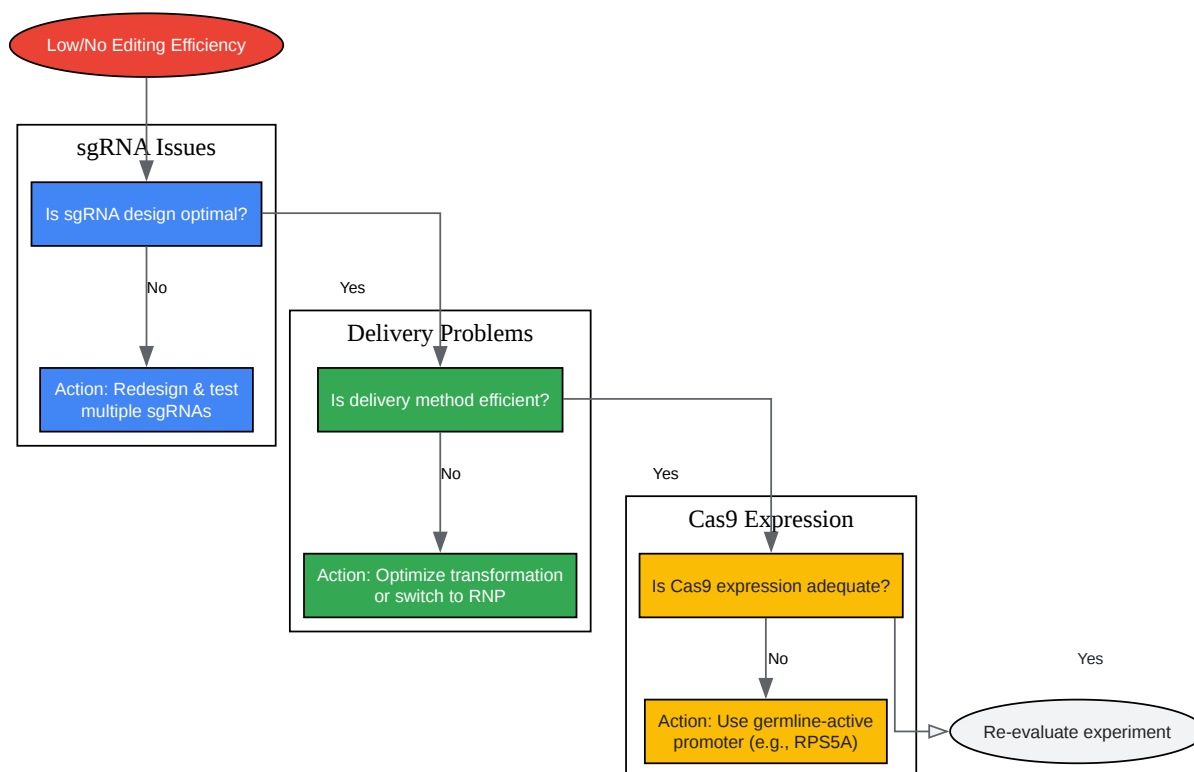 Low/No Editing Efficiency
sgRNA Issues
Is sgRNA design optimal?
No
Yes
Action: Redesign & test
multiple sgRNAs
Delivery Problems
Is delivery method efficient?
No
Yes
Action: Optimize transformation
or switch to RNP
Cas9 Expression
Is Cas9 expression adequate?
No
Yes
Action: Use germline-active
promoter (e.g., RPS5A)
Re-evaluate experiment